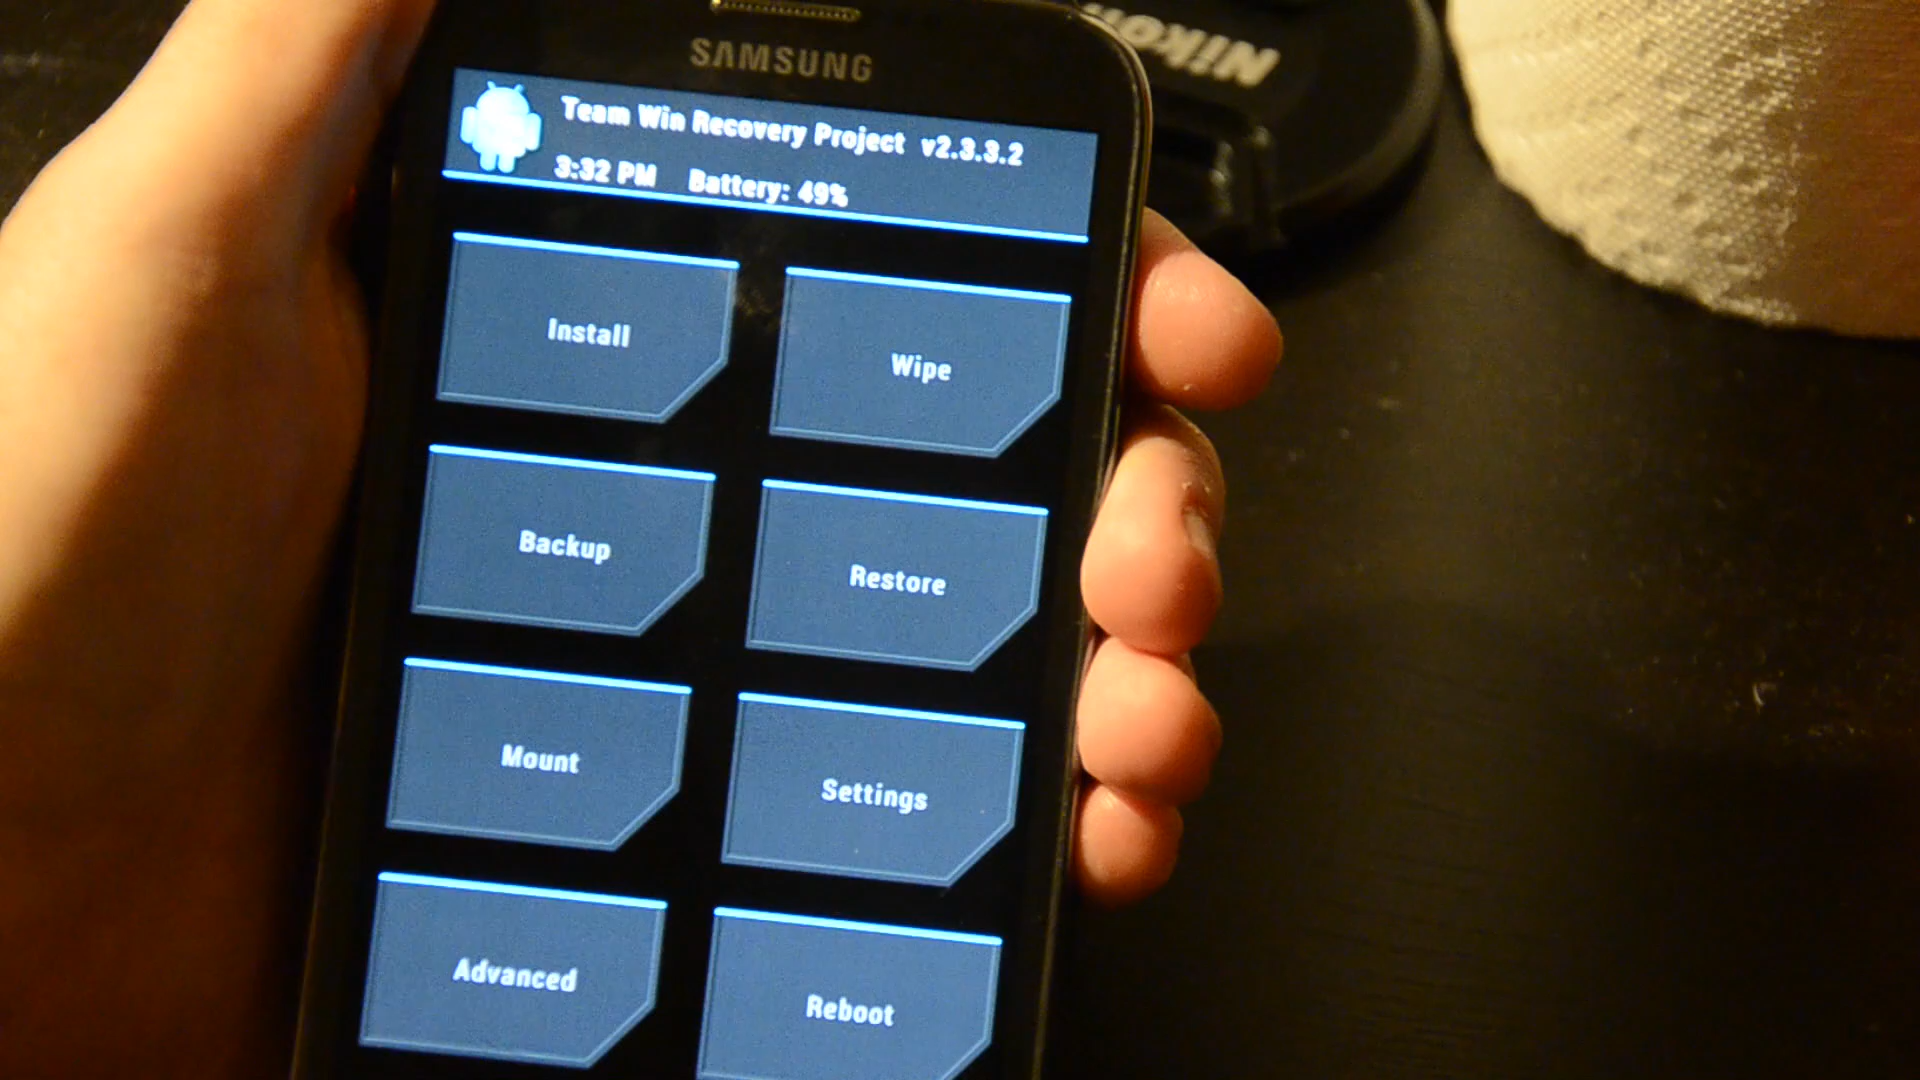 SAMSUNG
Nikon
Team Win Recovery Project v2.3.3.2
3:32 PM Battery: 49%
Install
Wipe
Backup
Restore
Mount
Settings
Advanced
Reboot